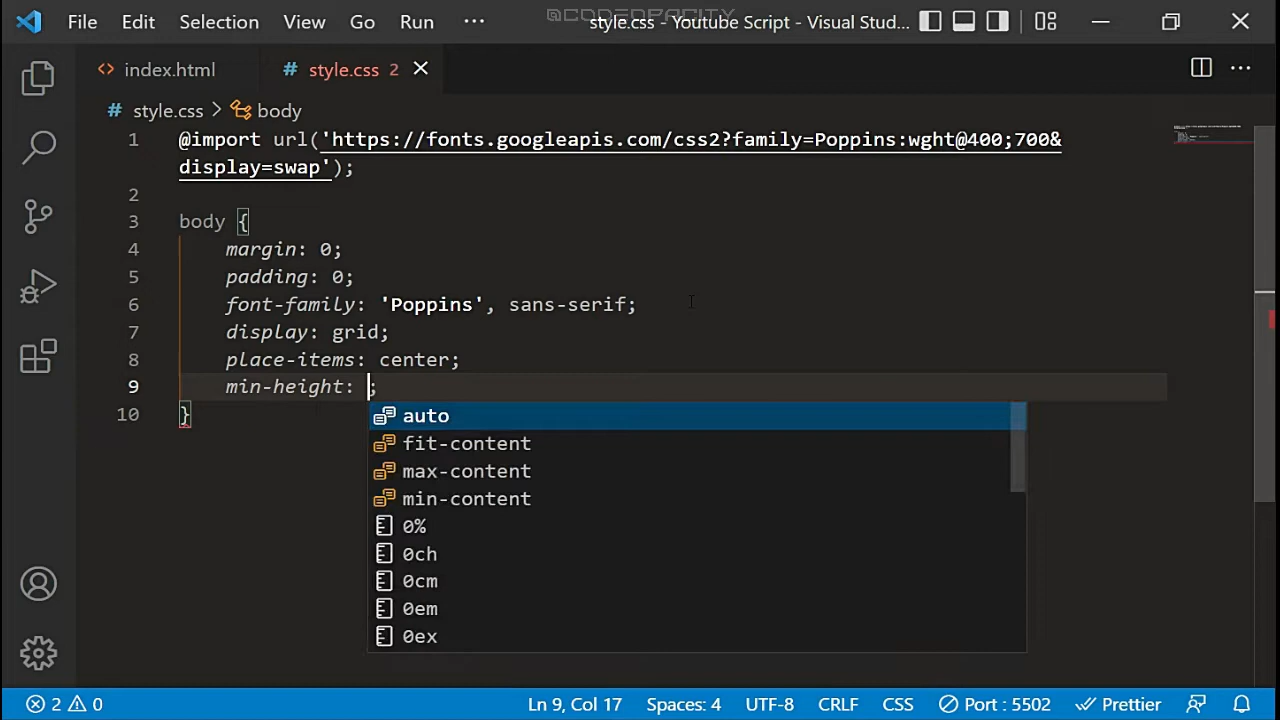 @CODEOPACITY
File Edit Selection View Go Run ··· style.css - Youtube Script - Visual Stud...
index.html # style.css 2
# style.css > body
1 @import url('https://fonts.googleapis.com/css2?family=Poppins:wght@400;700&
display=swap');
2
3 body {
4 margin: 0;
5 padding: 0;
6 font-family: 'Poppins', sans-serif;
7 display: grid;
8 place-items: center;
9 min-height: ;
10 }
auto
fit-content
max-content
min-content
0%
0ch
0cm
0em
0ex
2 0 Ln 9, Col 17 Spaces: 4 UTF-8 CRLF CSS Port : 5502 Prettier